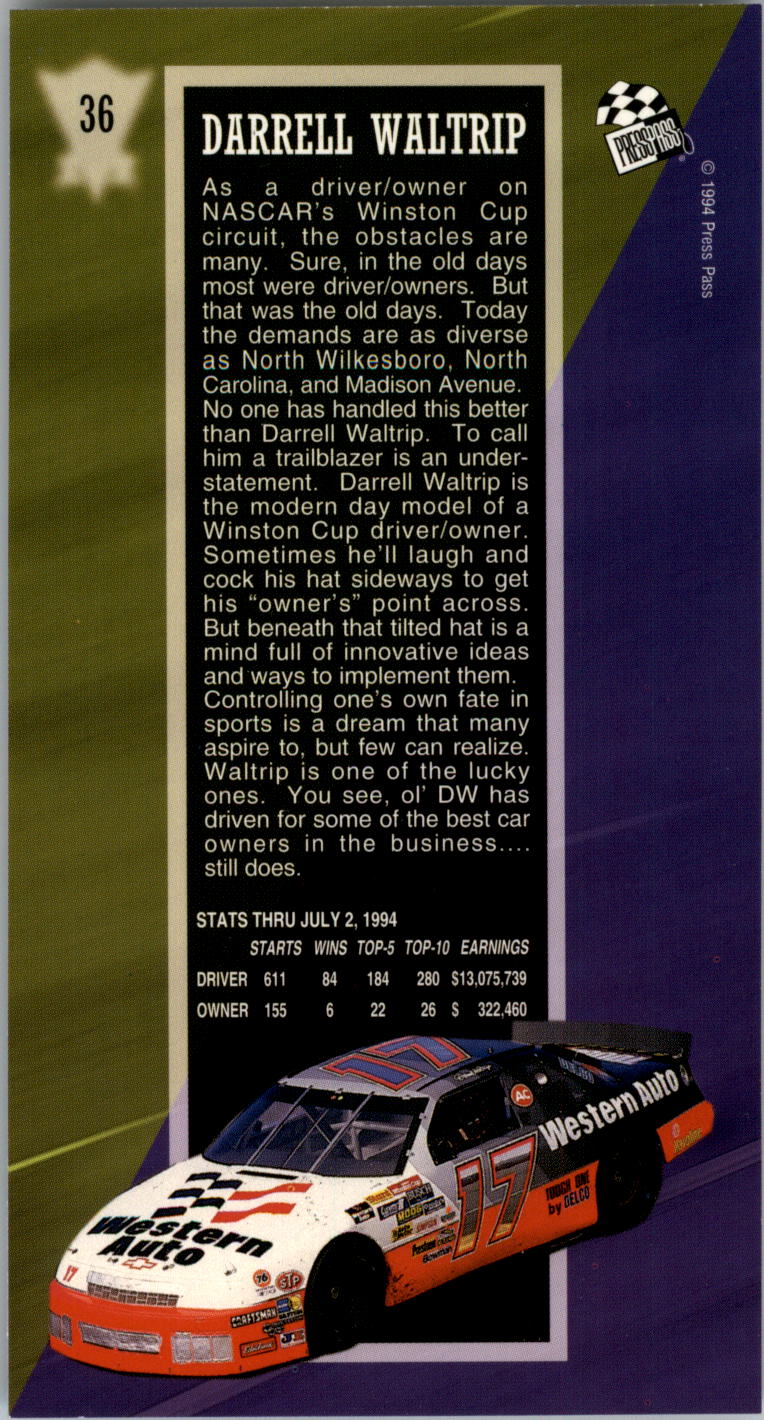 36
DARRELL WALTRIP
PRESS PASS
© 1994 Press Pass
As a driver/owner on
NASCAR's Winston Cup
circuit, the obstacles are
many. Sure, in the old days
most were driver/owners. But
that was the old days. Today
the demands are as diverse
as North Wilkesboro, North
Carolina, and Madison Avenue.
No one has handled this better
than Darrell Waltrip. To call
him a trailblazer is an under-
statement. Darrell Waltrip is
the modern day model of a
Winston Cup driver/owner.
Sometimes he'll laugh and
cock his hat sideways to get
his “owner's” point across.
But beneath that tilted hat is a
mind full of innovative ideas
and ways to implement them.
Controlling one's own fate in
sports is a dream that many
aspire to, but few can realize.
Waltrip is one of the lucky
ones. You see, ol' DW has
driven for some of the best car
owners in the business....
still does.
STATS THRU JULY 2, 1994
STARTS WINS TOP-5 TOP-10 EARNINGS
DRIVER 611 84 184 280 $13,075,739
OWNER 155 6 22 26 $ 322,460
17
AC
Western Auto
17
TOUGH ONE
by DELCO
MOOG
Bowman
Western
Auto
17
76
STP
CRAFTSMAN